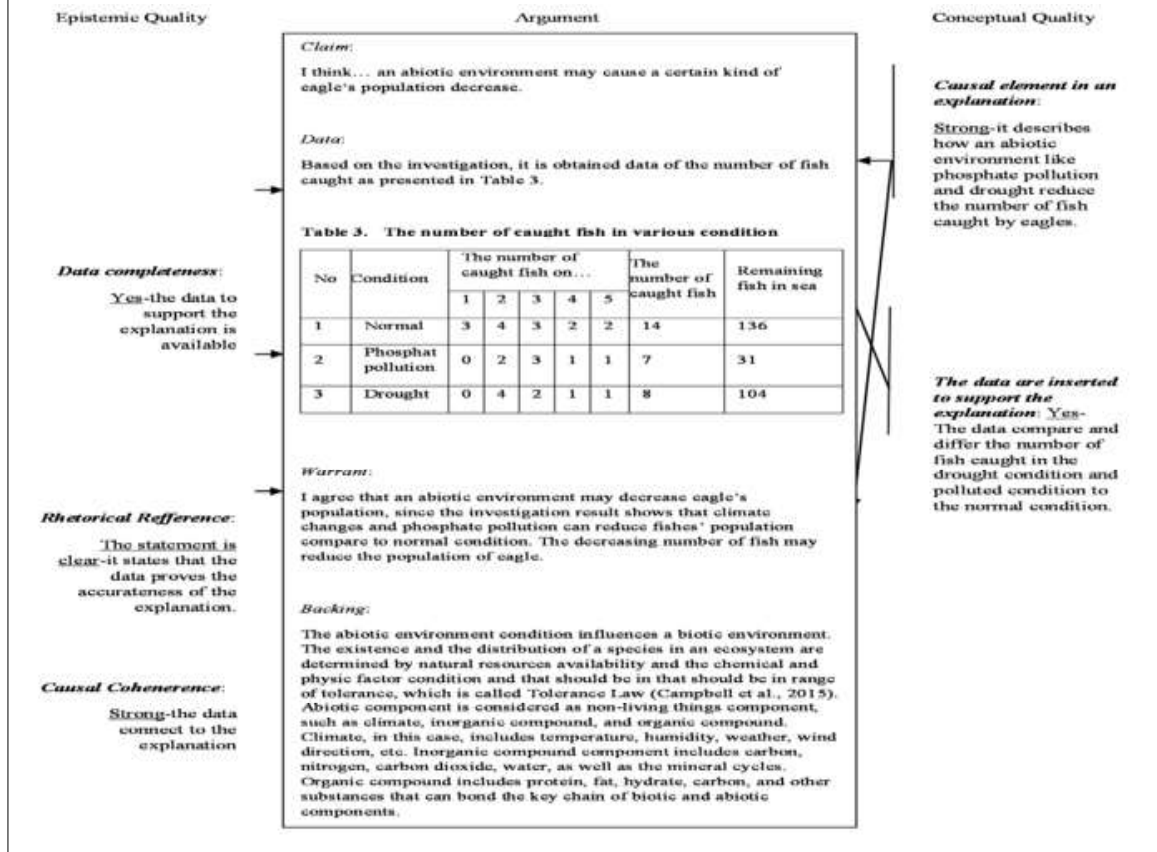 Epistemic Quality
Argument
Conceptual Quality
Claim:
I think... an abiotic environment may cause a certain kind of
eagle's population decrease.
Data:
Based on the investigation, it is obtained data of the number of fish
caught as presented in Table 3.
Table 3. The number of caught fish in various condition
No Condition The number of caught fish on... The number of caught fish Remaining fish in sea
1 2 3 4 5
1 Normal 3 4 3 2 2 14 136
2 Phosphat pollution 0 2 3 1 1 7 31
3 Drought 0 4 2 1 1 8 104
Warrant:
I agree that an abiotic environment may decrease eagle's
population, since the investigation result shows that climate
changes and phosphate pollution can reduce fishes' population
compare to normal condition. The decreasing number of fish may
reduce the population of eagle.
Backing:
The abiotic environment condition influences a biotic environment.
The existence and the distribution of a species in an ecosystem are
determined by natural resources availability and the chemical and
physic factor condition and that should be in that should be in range
of tolerance, which is called Tolerance Law (Campbell et al., 2015).
Abiotic component is considered as non-living things component,
such as climate, inorganic compound, and organic compound.
Climate, in this case, includes temperature, humidity, weather, wind
direction, etc. Inorganic compound component includes carbon,
nitrogen, carbon dioxide, water, as well as the mineral cycles.
Organic compound includes protein, fat, hydrate, carbon, and other
substances that can bond the key chain of biotic and abiotic
components.
Data completeness:
Yes-the data to
support the
explanation is
available
Rhetorical Refference:
The statement is
clear-it states that the
data proves the
accurateness of the
explanation.
Causal Cohenerence:
Strong-the data
connect to the
explanation
Causal element in an
explanation:
Strong-it describes
how an abiotic
environment like
phosphate pollution
and drought reduce
the number of fish
caught by eagles.
The data are inserted
to support the
explanation: Yes-
The data compare and
differ the number of
fish caught in the
drought condition and
polluted condition to
the normal condition.